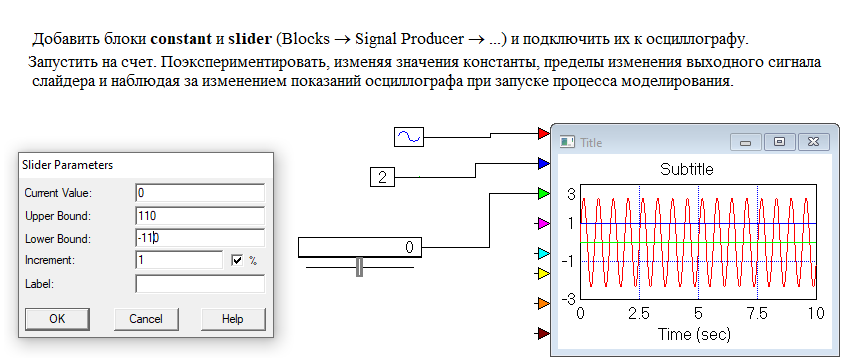 Добавить блоки constant и slider (Blocks → Signal Producer → ...) и подключить их к осциллографу.
Запустить на счет. Поэкспериментировать, изменяя значения константы, пределы изменения выходного сигнала
слайдера и наблюдая за изменением показаний осциллографа при запуске процесса моделирования.
Slider Parameters
Current Value: 0
Upper Bound: 110
Lower Bound: -110
Increment: 1 %
Label:
OK Cancel Help
2
0
Title
Subtitle
3
1
-1
-3
0 2.5 5 7.5 10
Time (sec)